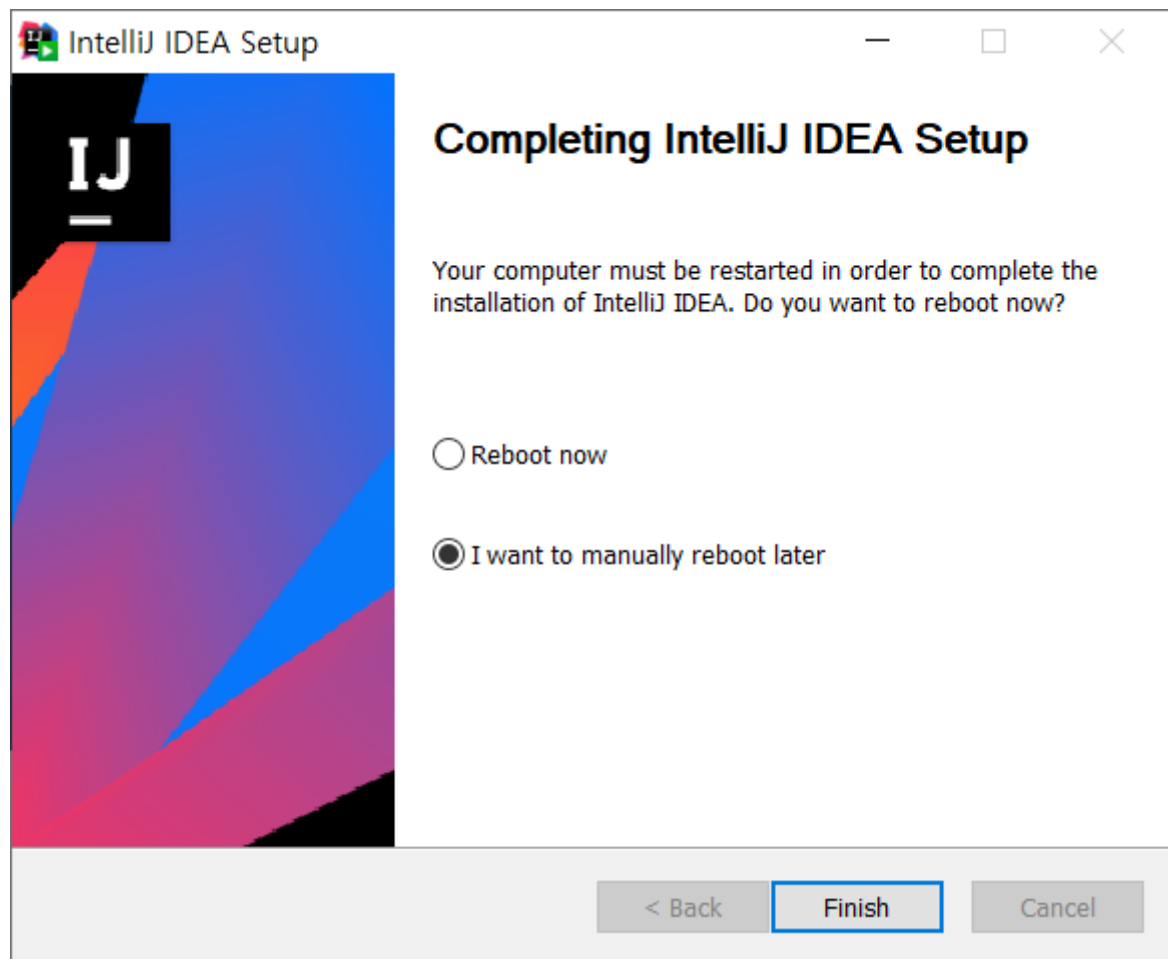 IntelliJ IDEA Setup
IJ
Completing IntelliJ IDEA Setup
Your computer must be restarted in order to complete the
installation of IntelliJ IDEA. Do you want to reboot now?
Reboot now
I want to manually reboot later
< Back
Finish
Cancel